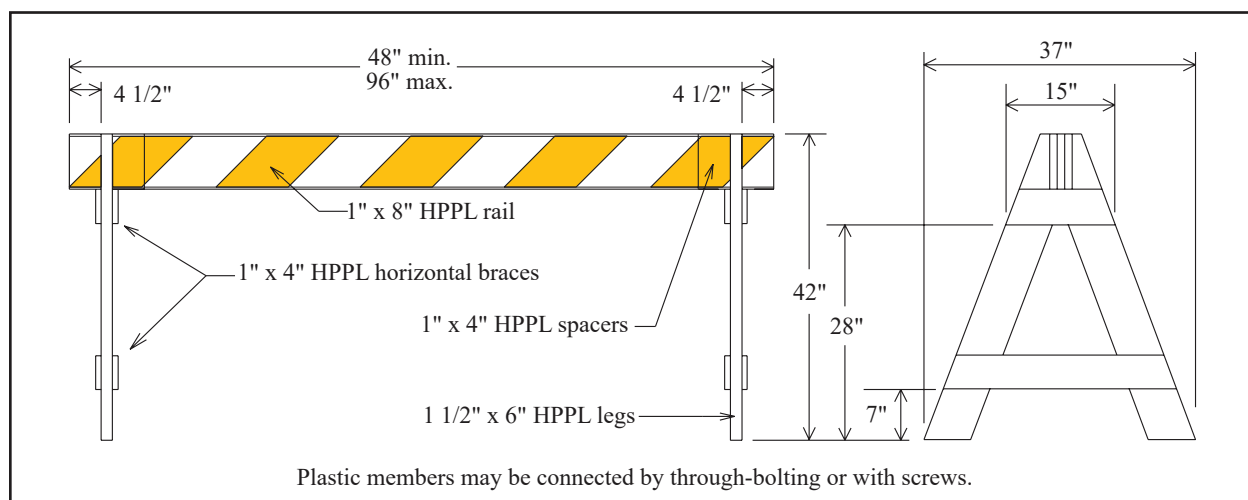 48" min.
96" max.
37"
4 1/2"
4 1/2"
15"
1" x 8" HPPL rail
1" x 4" HPPL horizontal braces
42"
1" x 4" HPPL spacers
28"
1 1/2" x 6" HPPL legs
7"
Plastic members may be connected by through-bolting or with screws.